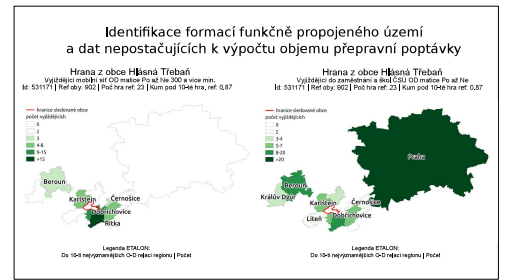 Identifikace formací funkčně propojeného území
a dat nepostačujících k výpočtu objemu přepravní poptávky
Hrana z obce Hlásná Třebaň
Vyjíždějící mobilní síť OD matice Po až Ne 300 a více min.
Id: 531171 | Ref oby: 902 | Poč hra ref: 23 | Kum pod 10-té hra, ref: 0,87
hranice sledované obce
počet vyjíždějících
0
2
3
4-8
9-15
>15
Beroun
Karlštejn
Černošice
Dobřichovice
Řitka
Hrana z obce Hlásná Třebaň
Vyjíždějící do zaměstnání a škol ČSÚ OD matice Po až Ne
Id: 531171 | Ref oby: 902 | Poč hra ref: 23 | Kum pod 10-té hra ref. 0,87
hranice sledované obce
počet vyjíždějících
0
2
3-4
5-7
8-20
>20
Praha
Beroun
Králův Dvůr
Karlštejn
Černošice
Liteň
Dobřichovice
Legenda ETALON:
Do 10-ti nejvýznamějších O-D relací regionu | Počet
Legenda ETALON:
Do 10-ti nejvýznamějších O-D relací regionu | Počet